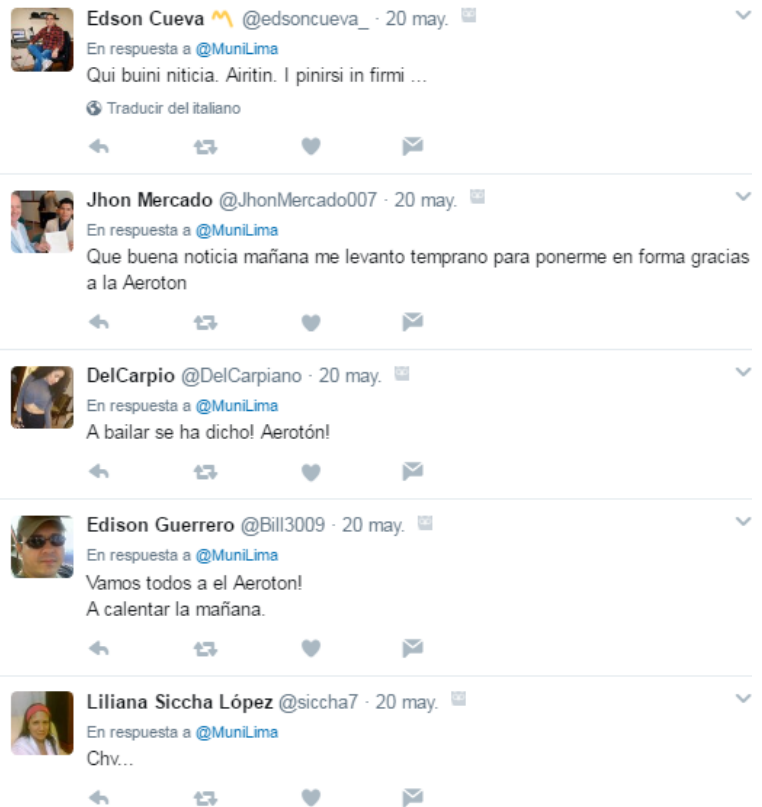 Edson Cueva @edsoncueva_ · 20 may.
En respuesta a @MuniLima
Qui buini niticia. Airitin. I pinirsi in firmi ...
Traducir del italiano
Jhon Mercado @JhonMercado007 · 20 may.
En respuesta a @MuniLima
Que buena noticia mañana me levanto temprano para ponerme en forma gracias
a la Aeroton
DelCarpio @DelCarpiano · 20 may.
En respuesta a @MuniLima
A bailar se ha dicho! Aerotón!
Edison Guerrero @Bill3009 · 20 may.
En respuesta a @MuniLima
Vamos todos a el Aeroton!
A calentar la mañana.
Liliana Siccha López @siccha7 · 20 may.
En respuesta a @MuniLima
Chv...